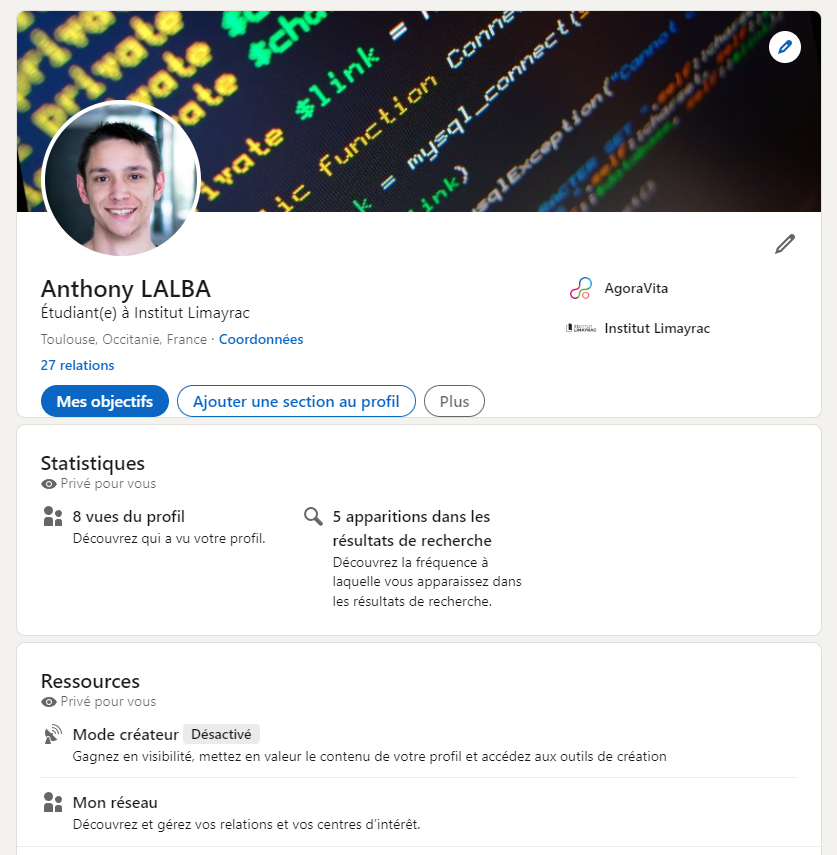 Private
$link =
private
public function Conne
= mysql_connect(
link)
mysqlException("Cannot
Anthony LALBA
Étudiant(e) à Institut Limayrac
Toulouse, Occitanie, France · Coordonnées
27 relations
Mes objectifs
Ajouter une section au profil
Plus
AgoraVita
Institut Limayrac
Statistiques
Privé pour vous
8 vues du profil
Découvrez qui a vu votre profil.
5 apparitions dans les
résultats de recherche
Découvrez la fréquence à
laquelle vous apparaissez dans
les résultats de recherche.
Ressources
Privé pour vous
Mode créateur Désactivé
Gagnez en visibilité, mettez en valeur le contenu de votre profil et accédez aux outils de création
Mon réseau
Découvrez et gérez vos relations et vos centres d'intérêt.